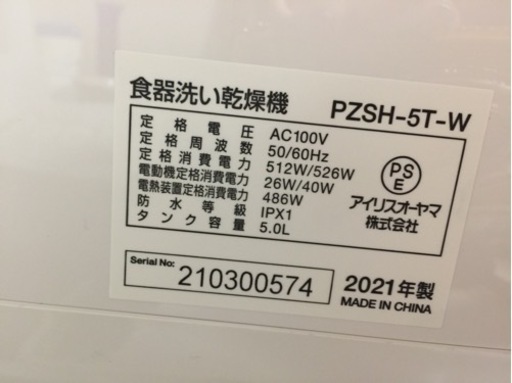 食器洗い乾燥機 PZSH-5T-W
定格電圧 AC100V
定格周波数 50/60Hz
定格消費電力 512W/526W
電動機定格消費電力 26W/40W
電熱装置定格消費電力 486W
防水等級 IPX1
タンク容量 5.0L
PS
E
アイリスオーヤマ
株式会社
Serial No: 210300574
2021年製
MADE IN CHINA